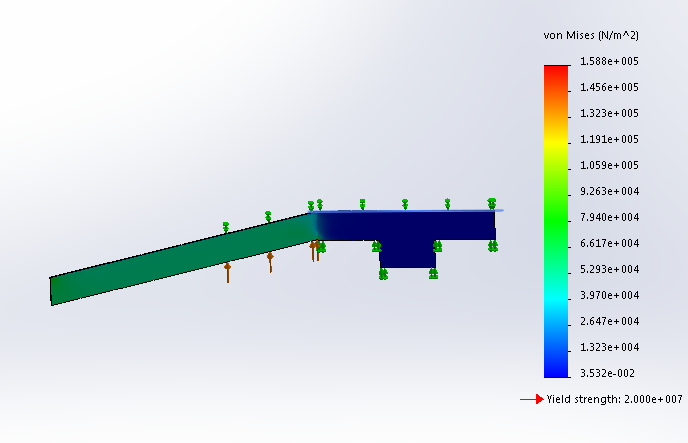 von Mises (N/m^2)
1.588e+005
1.456e+005
1.323e+005
1.191e+005
1.059e+005
9.263e+004
7.940e+004
6.617e+004
5.293e+004
3.970e+004
2.647e+004
1.323e+004
3.532e-002
Yield strength: 2.000e+007